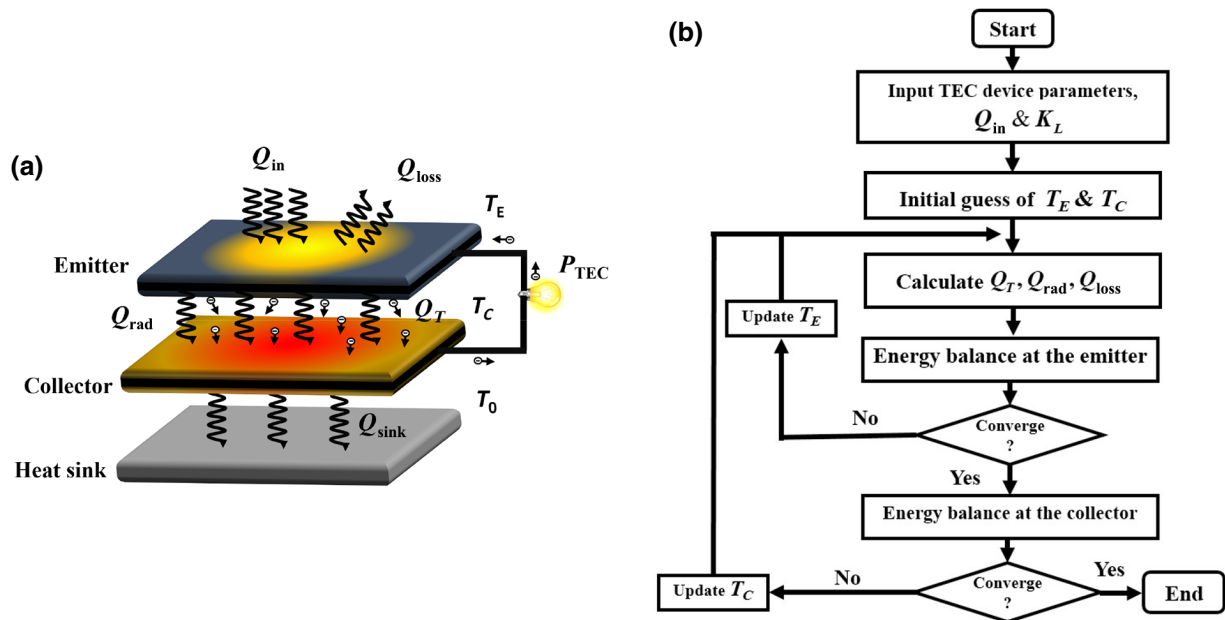 (a)
Q_in
Q_loss
T_E
Emitter
P_TEC
Q_rad
Q_T
T_C
Collector
T_0
Q_sink
Heat sink
(b)
Start
Input TEC device parameters,
Q_in & K_L
Initial guess of T_E & T_C
Calculate Q_T, Q_rad, Q_loss
Update T_E
Energy balance at the emitter
No
Converge
?
Yes
Energy balance at the collector
Update T_C
No
Converge
?
Yes
End